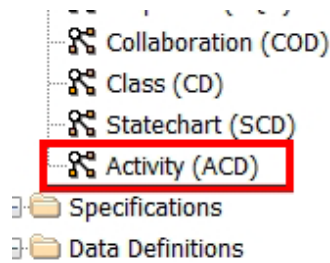 Collaboration (COD)
Class (CD)
Statechart (SCD)
Activity (ACD)
Specifications
Data Definitions